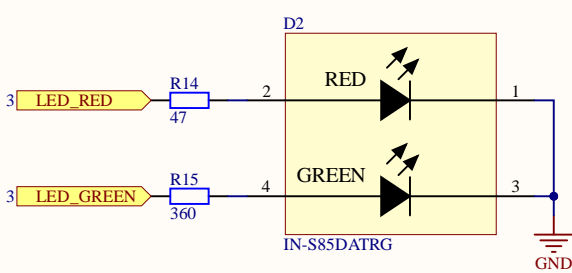 D2
R14
RED
3
LED_RED
2
1
47
R15
GREEN
3
LED_GREEN
4
3
360
IN-S85DATRG
GND